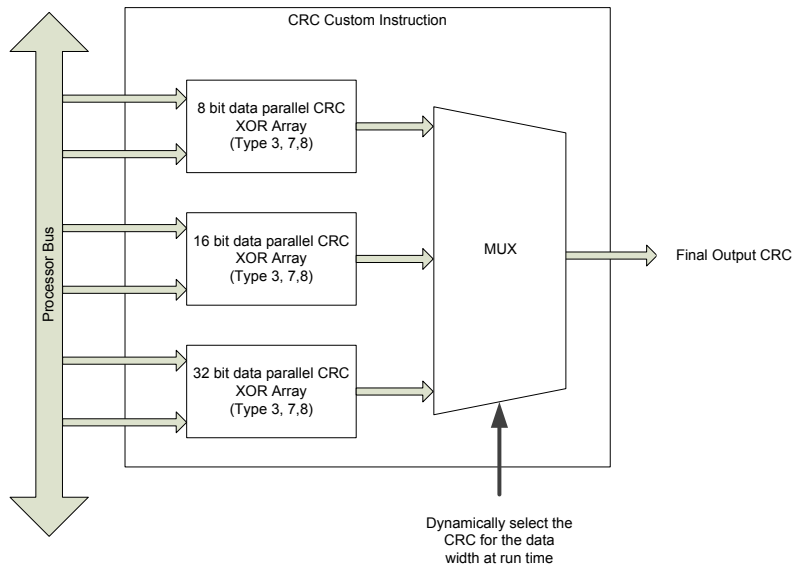 CRC Custom Instruction
Processor Bus
8 bit data parallel CRC
XOR Array
(Type 3, 7,8)
16 bit data parallel CRC
XOR Array
(Type 3, 7,8)
32 bit data parallel CRC
XOR Array
(Type 3, 7,8)
MUX
Final Output CRC
Dynamically select the
CRC for the data
width at run time